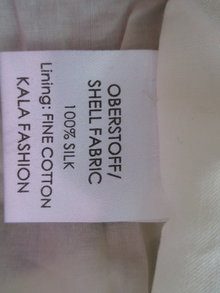 OBERSTOFF/
SHELL FABRIC
100% SILK
Lining: FINE COTTON
KALA FASHION